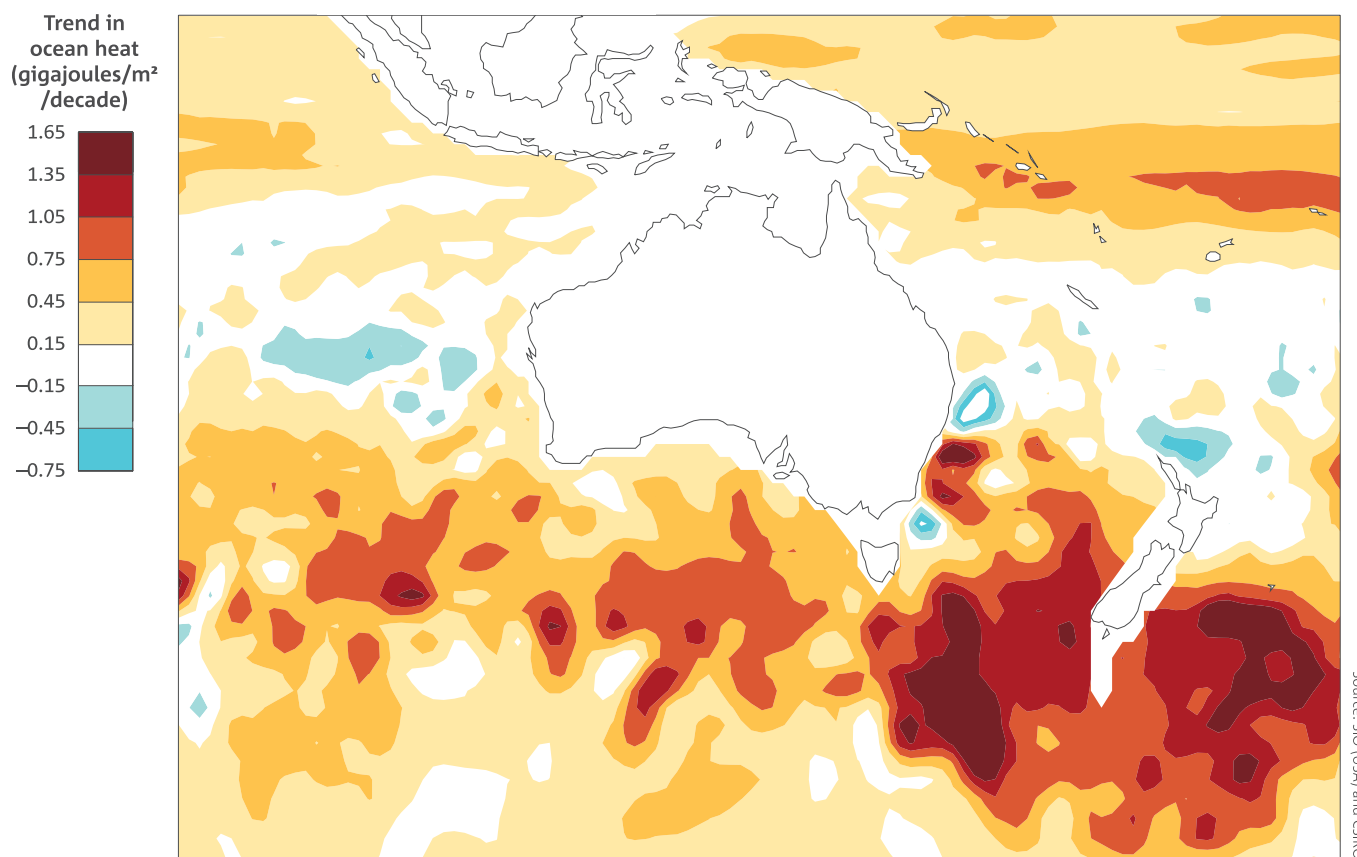 Trend in
ocean heat
(gigajoules/m²
/decade)
1.65
1.35
1.05
0.75
0.45
0.15
–0.15
–0.45
–0.75